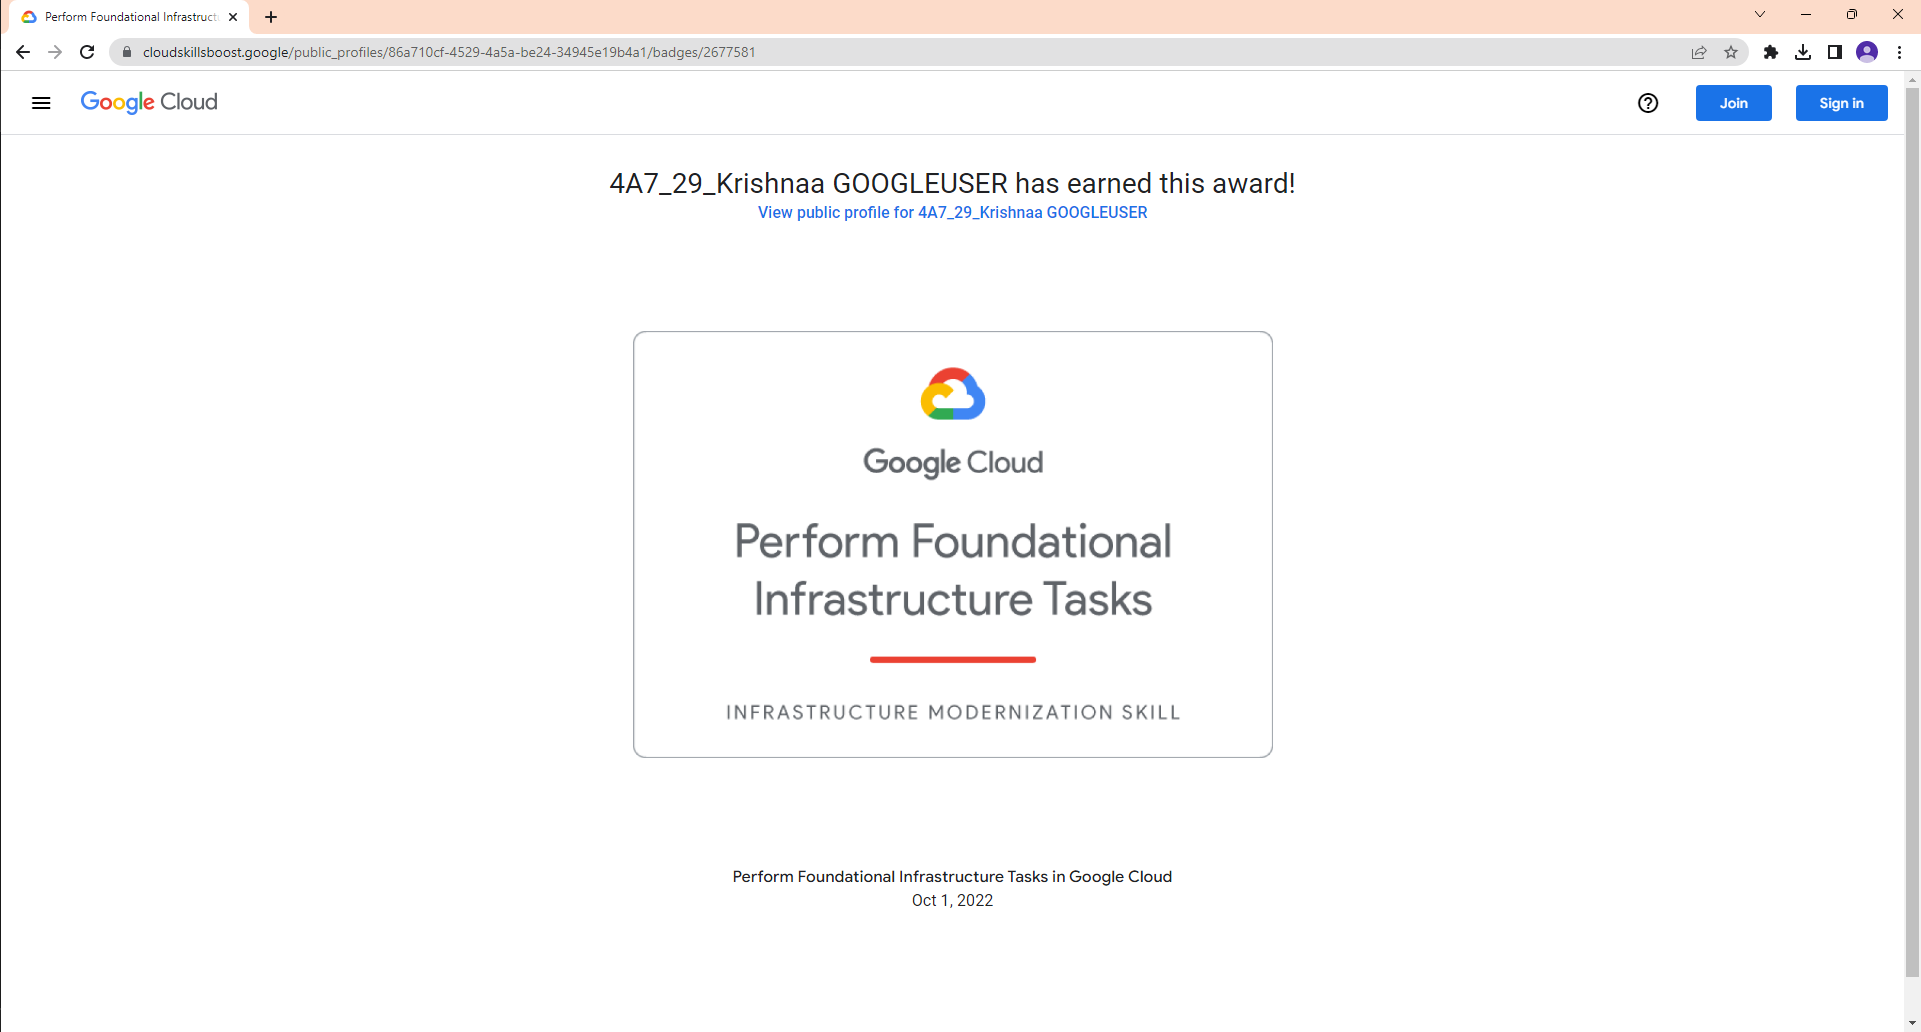 Perform Foundational Infrastruct
cloudskillsboost.google/public_profiles/86a710cf-4529-4a5a-be24-34945e19b4a1/badges/2677581
Google Cloud
Join
Sign in
4A7_29_Krishnaa GOOGLEUSER has earned this award!
View public profile for 4A7_29_Krishnaa GOOGLEUSER
Google Cloud
Perform Foundational
Infrastructure Tasks
INFRASTRUCTURE MODERNIZATION SKILL
Perform Foundational Infrastructure Tasks in Google Cloud
Oct 1, 2022